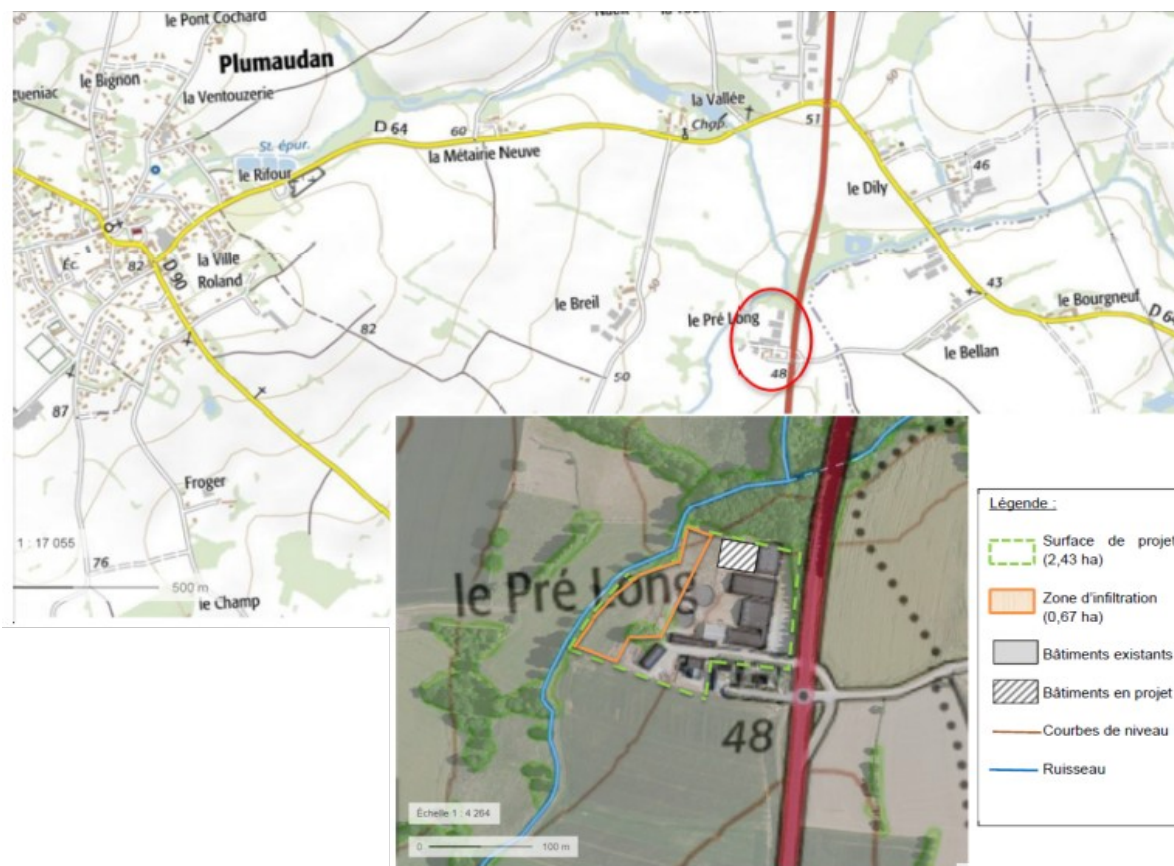 le Pont Cochard
Plumaudan
le Bignon
la Ventouzerie
D 64
60
la Vallée
Chap.
51
50
St. épur.
la Métairie Neuve
le Rifour
le Dily
46
Éc.
82
D 90
la Ville
Roland
le Breil
le Pré Long
43
le Bourgneuf
82
50
48
le Bellan
87
Froger
1 : 17 055
76
500 m
le Champ
le Pré Long
48
Échelle 1 : 4 264
0
100 m
Légende :
Surface de projet
(2,43 ha)
Zone d'infiltration
(0,67 ha)
Bâtiments existants
Bâtiments en projet
Courbes de niveau
Ruisseau